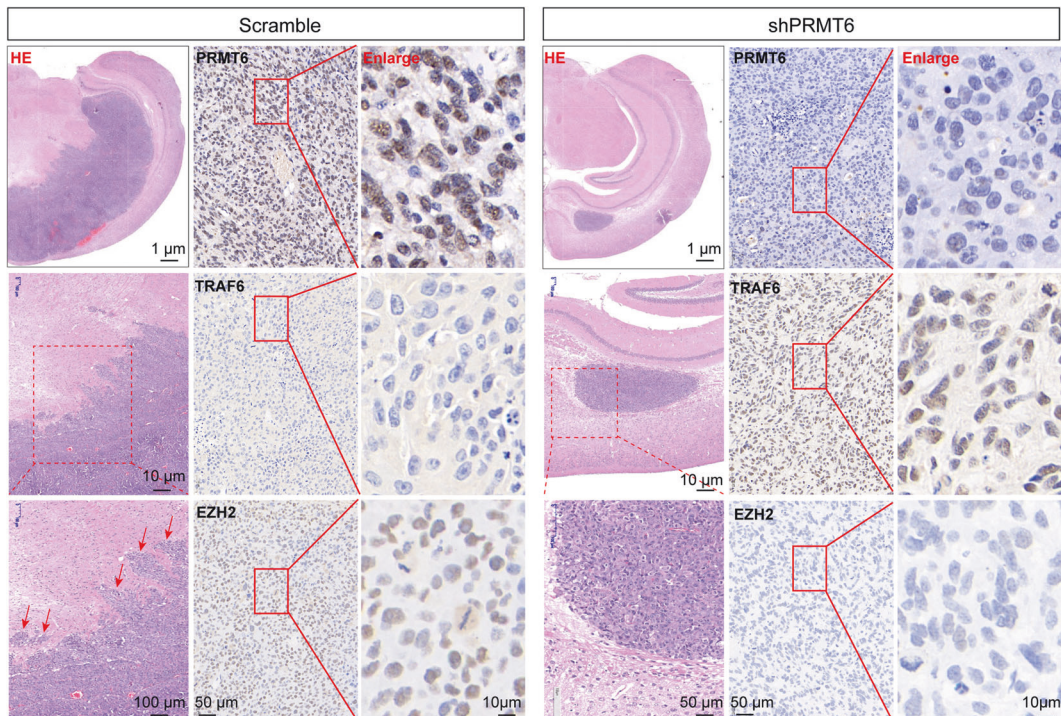 Scramble
shPRMT6
HE
PRMT6
Enlarge
HE
PRMT6
Enlarge
1 μm
1 μm
TRAF6
TRAF6
10 μm
10 μm
EZH2
EZH2
100 μm
50 μm
10μm
50 μm
50 μm
10μm